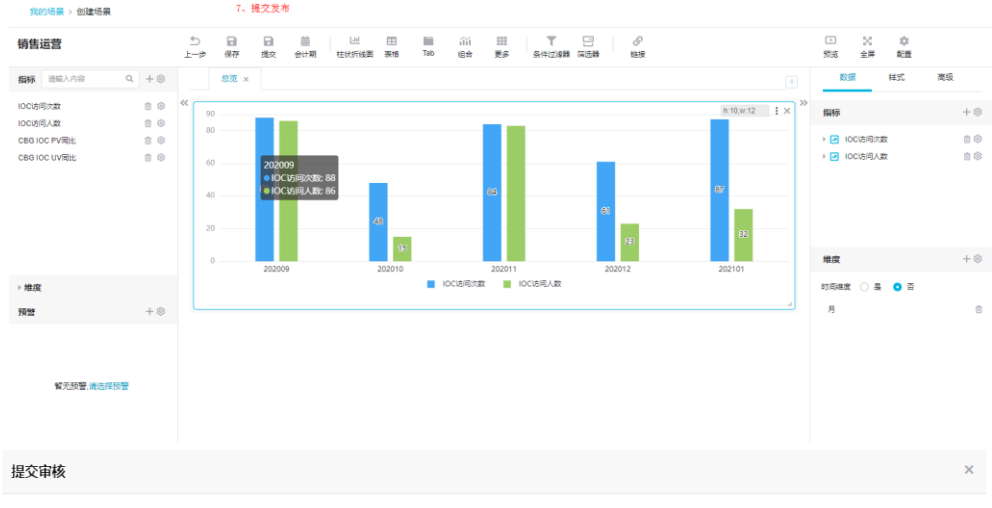 我的场景 > 创建场景
7、提交发布
销售运营
上一步 保存 提交 会计期 柱状折线图 表格 Tab 组合 更多 条件过滤器 筛选器 链接
预览 全屏 配置
指标 请输入内容
总览 ×
数据 样式 高级
IOC访问次数
IOC访问人数
CBG IOC PV同比
CBG IOC UV同比
维度
预警
暂无预警,请选择预警
h:10,w:12
90
80
60
40
20
0
202009
IOC访问次数: 88
IOC访问人数: 86
48
15
84
61
23
87
32
202009 202010 202011 202012 202101
IOC访问次数 IOC访问人数
指标
IOC访问次数
IOC访问人数
维度
时间维度 是 否
月
提交审核